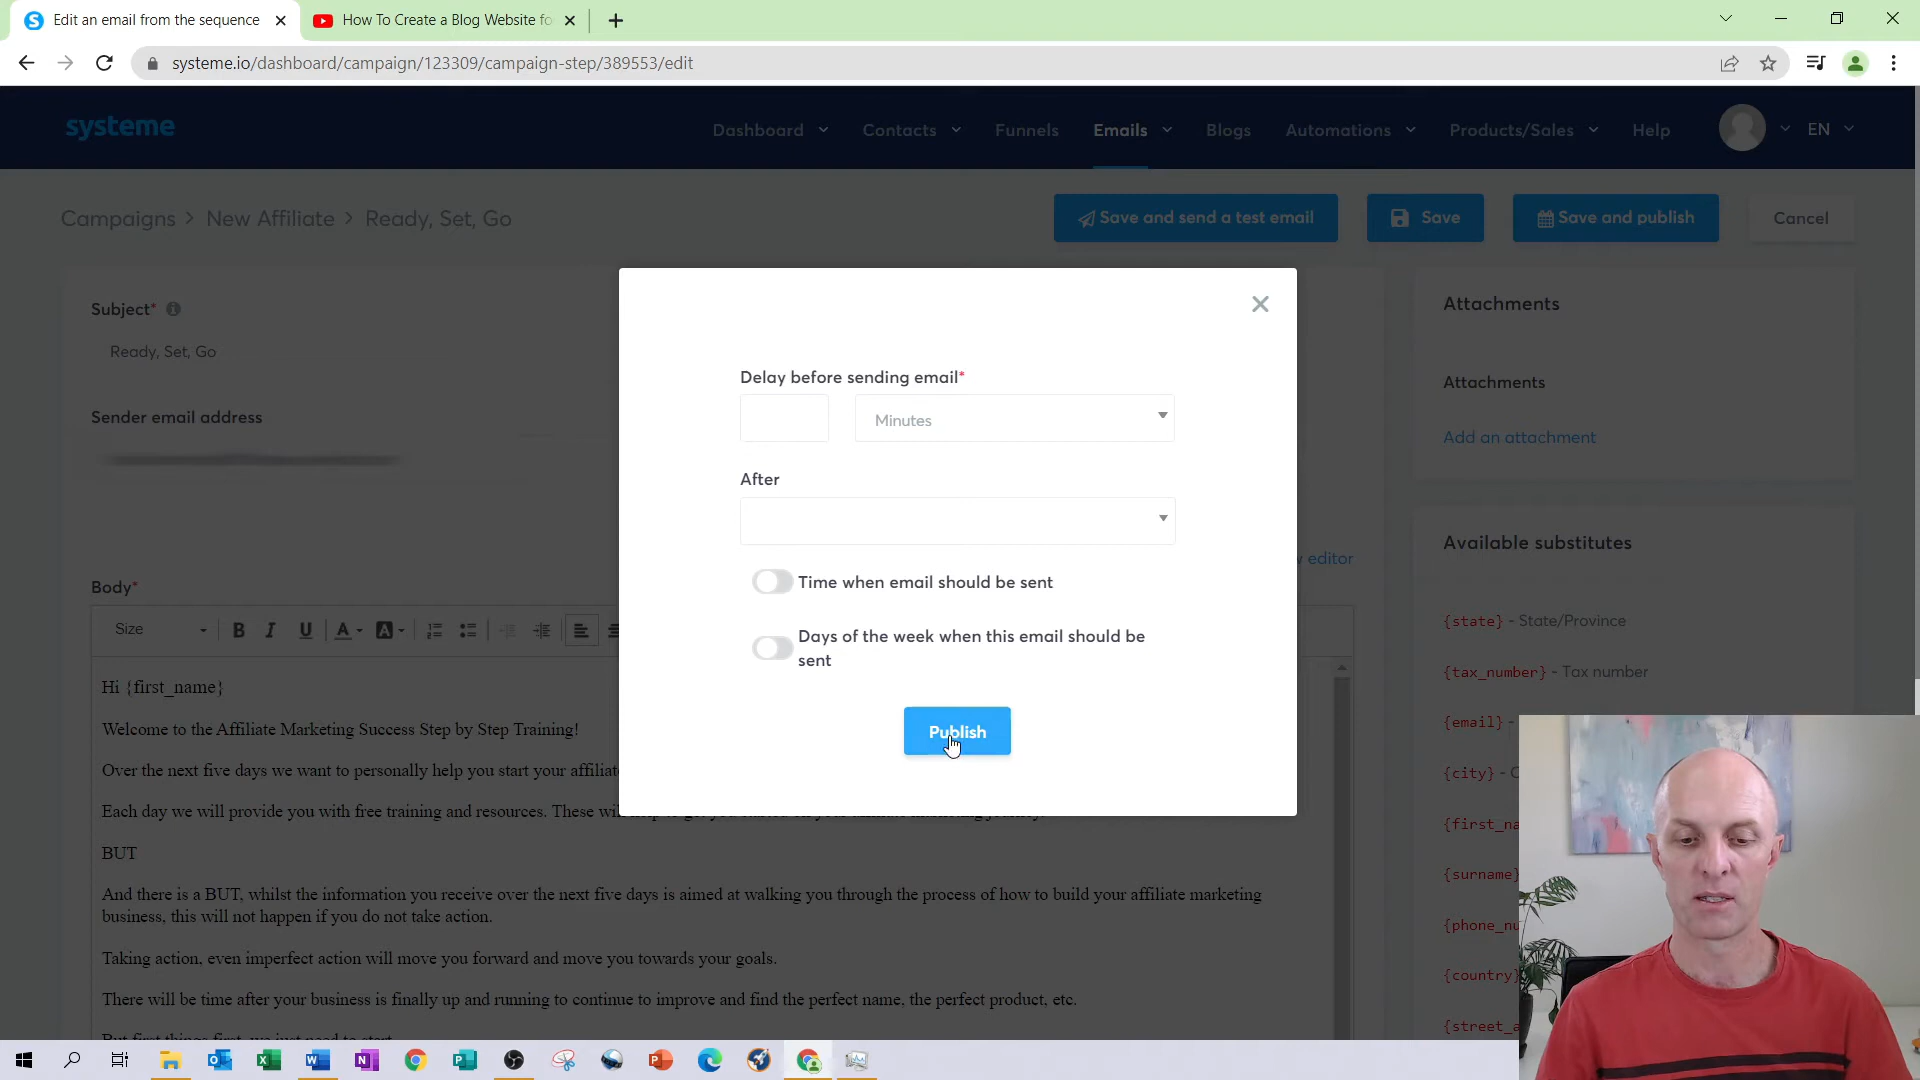 Edit an email from the sequence
How To Create a Blog Website fo
systeme.io/dashboard/campaign/123309/campaign-step/389553/edit
systeme
Dashboard
Contacts
Funnels
Emails
Blogs
Automations
Products/Sales
Help
EN
Campaigns > New Affiliate > Ready, Set, Go
Save and send a test email
Save
Save and publish
Cancel
Subject*
Ready, Set, Go
Sender email address
Body*
Size
Hi {first_name}
Welcome to the Affiliate Marketing Success Step by Step Training!
Over the next five days we want to personally help you start your affiliat
Each day we will provide you with free training and resources. These wil
BUT
And there is a BUT, whilst the information you receive over the next five days is aimed at walking you through the process of how to build your affiliate marketing
business, this will not happen if you do not take action.
Taking action, even imperfect action will move you forward and move you towards your goals.
There will be time after your business is finally up and running to continue to improve and find the perfect name, the perfect product, etc.
Delay before sending email*
Minutes
After
Time when email should be sent
Days of the week when this email should be
sent
Publish
editor
Attachments
Attachments
Add an attachment
Available substitutes
{state} - State/Province
{tax_number} - Tax number
{email} -
{city} - C
{first_na
{surname}
{phone_nu
{country}
{street_a